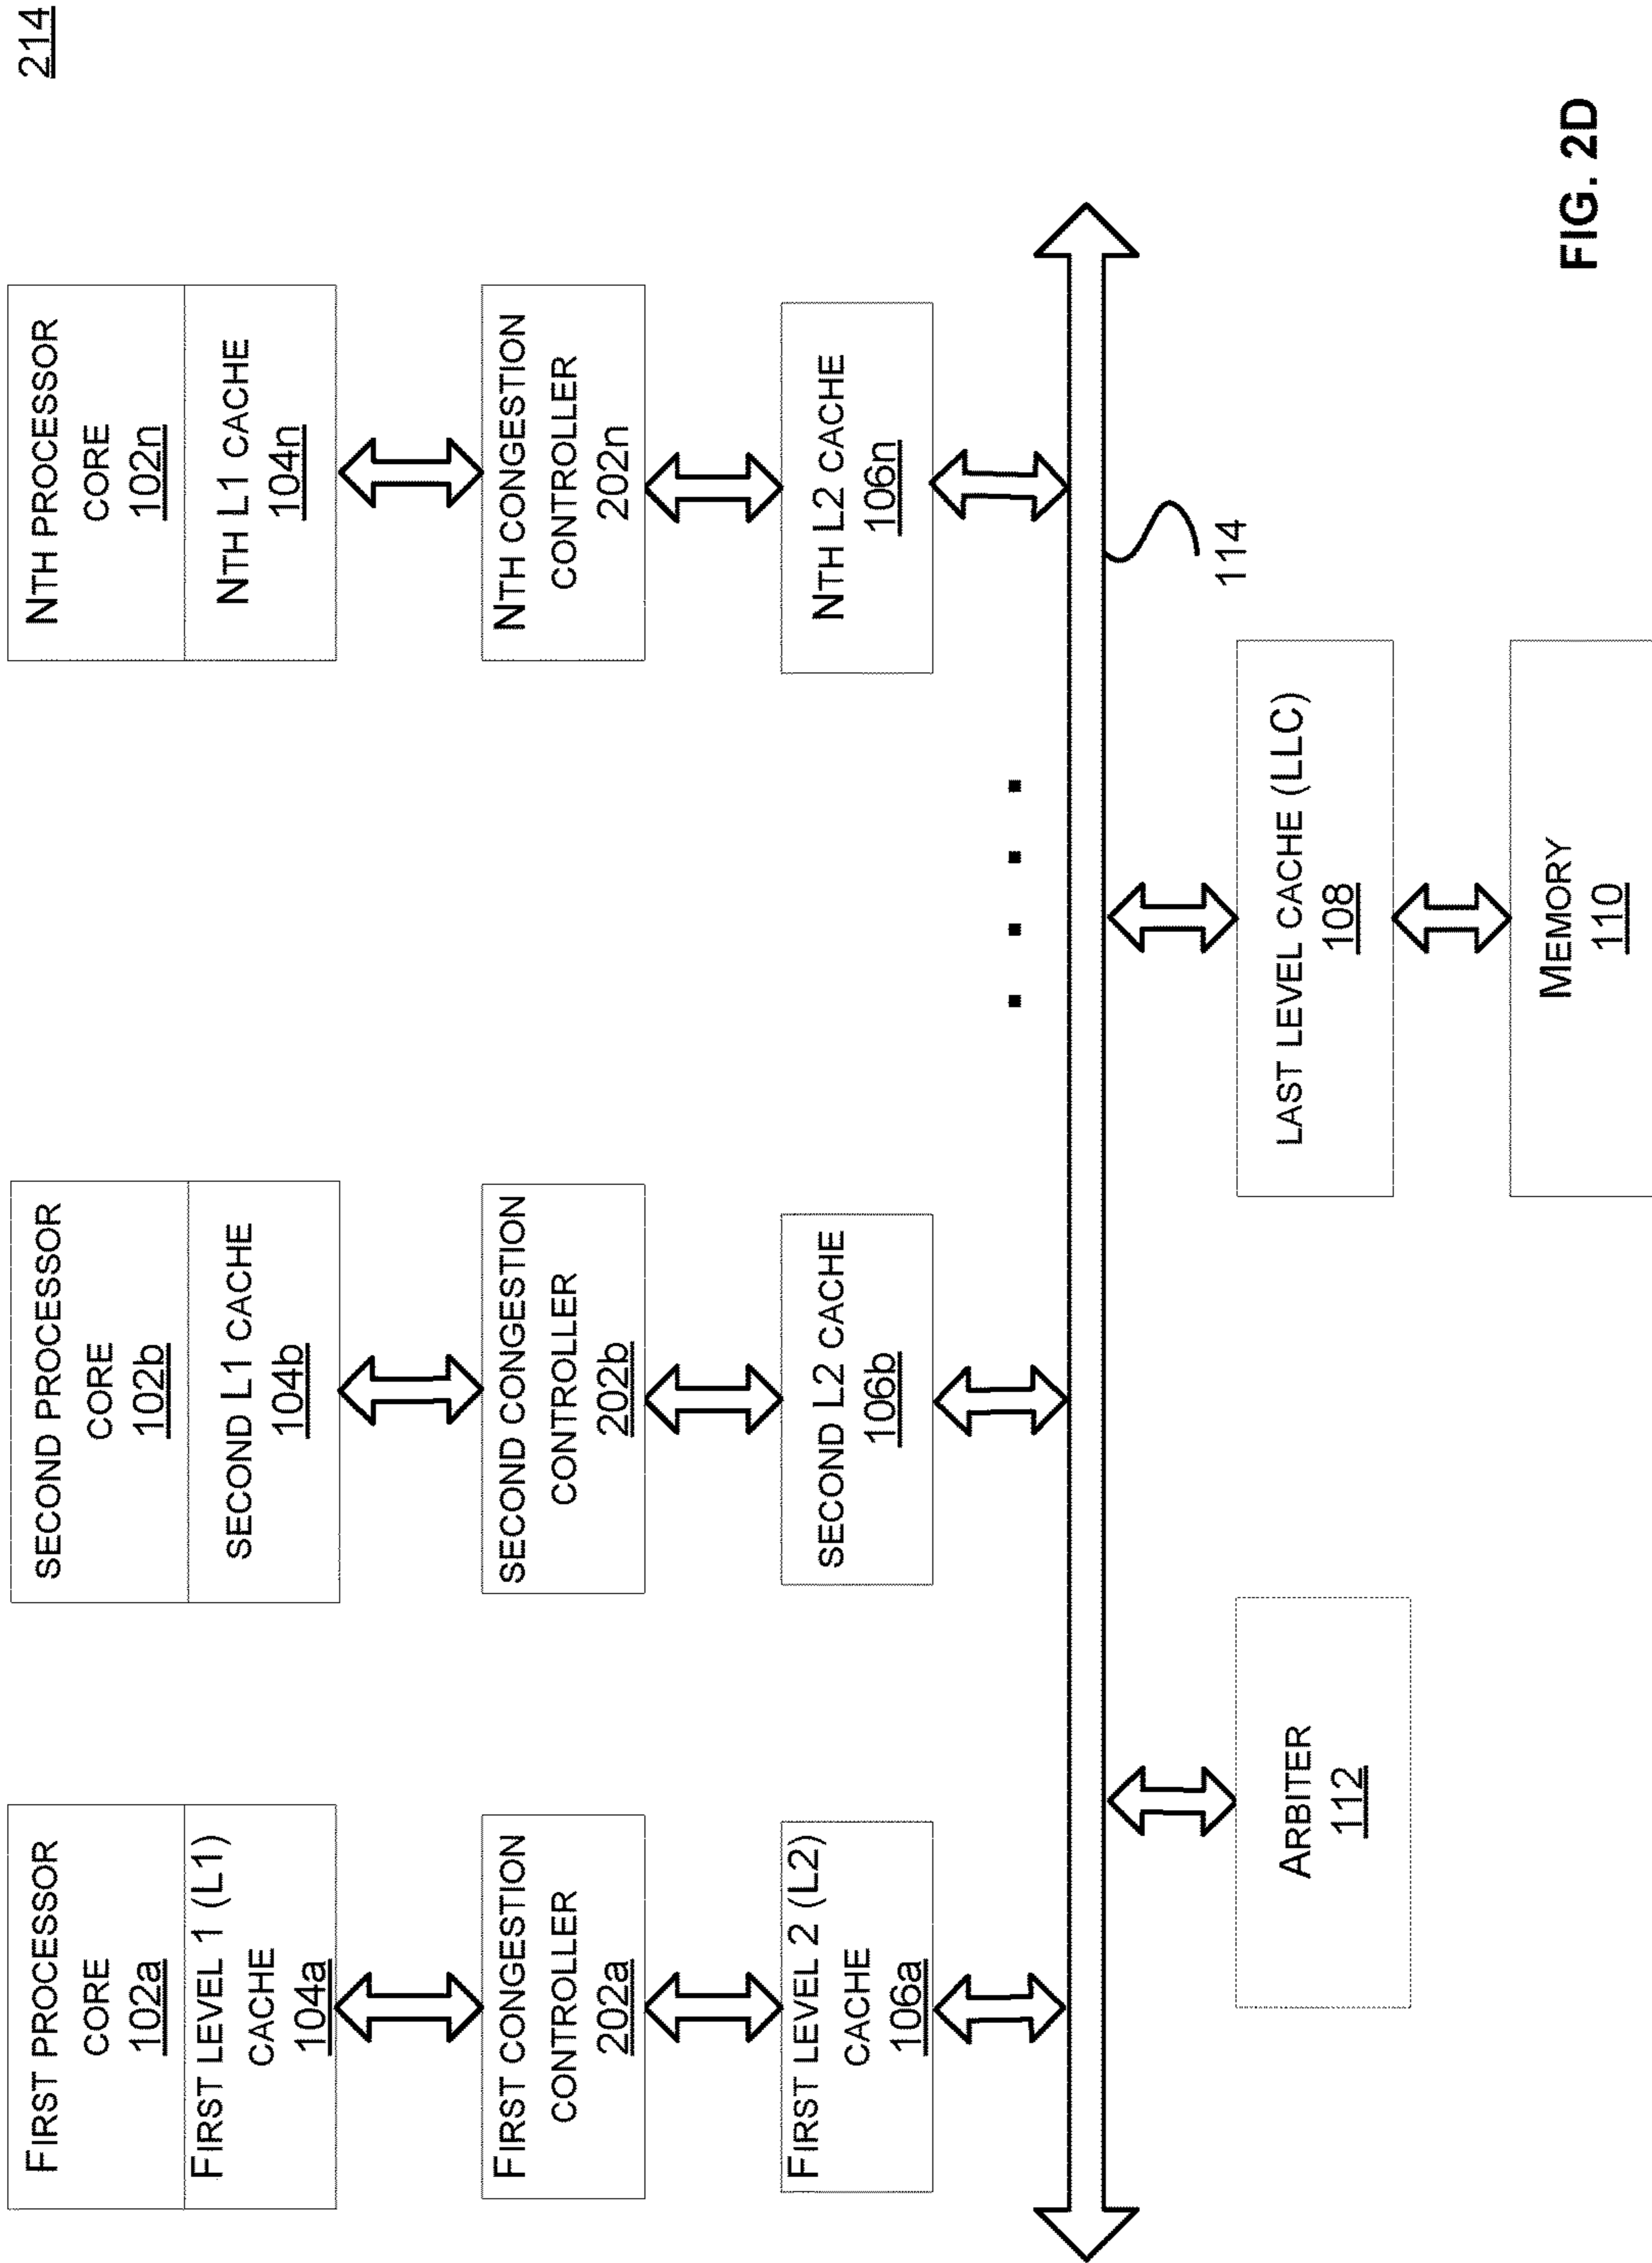 214
FIRST PROCESSOR
CORE
102a
FIRST LEVEL 1 (L1)
CACHE
104a
SECOND PROCESSOR
CORE
102b
SECOND L1 CACHE
104b
NTH PROCESSOR
CORE
102n
NTH L1 CACHE
104n
FIRST CONGESTION
CONTROLLER
202a
SECOND CONGESTION
CONTROLLER
202b
NTH CONGESTION
CONTROLLER
202n
FIRST LEVEL 2 (L2)
CACHE
106a
SECOND L2 CACHE
106b
NTH L2 CACHE
106n
114
ARBITER
112
LAST LEVEL CACHE (LLC)
108
MEMORY
110
FIG. 2D